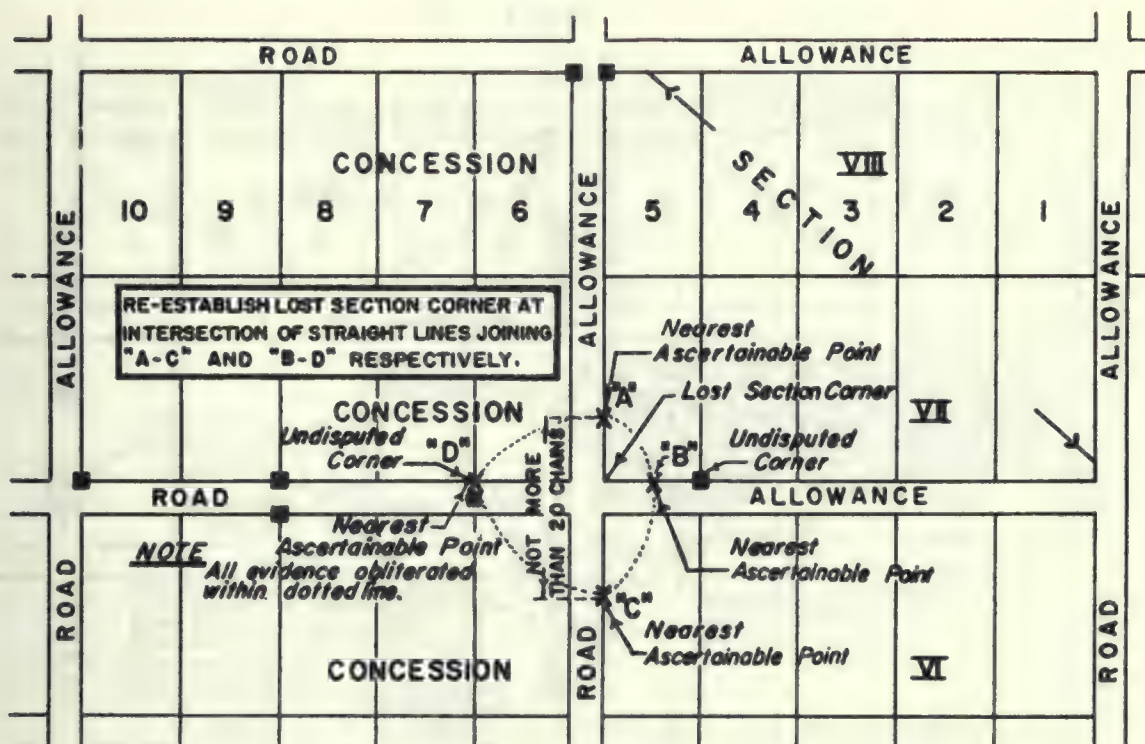 ROAD
ALLOWANCE
CONCESSION
VIII
SECTION
10 9 8 7 6 5 4 3 2 1
ALLOWANCE
ALLOWANCE
ALLOWANCE
RE-ESTABLISH LOST SECTION CORNER AT
INTERSECTION OF STRAIGHT LINES JOINING
"A-C" AND "B-D" RESPECTIVELY.
Nearest
Ascertainable Point
"A"
Lost Section Corner
CONCESSION
VII
Undisputed
Corner
"D"
"B"
Undisputed
Corner
NOT MORE
THAN 20 CHAINS
ROAD
ALLOWANCE
Nearest
Ascertainable Point
Nearest
Ascertainable Point
NOTE
All evidence obliterated
within dotted line.
"C"
Nearest
Ascertainable Point
ROAD
ROAD
ROAD
CONCESSION
VI